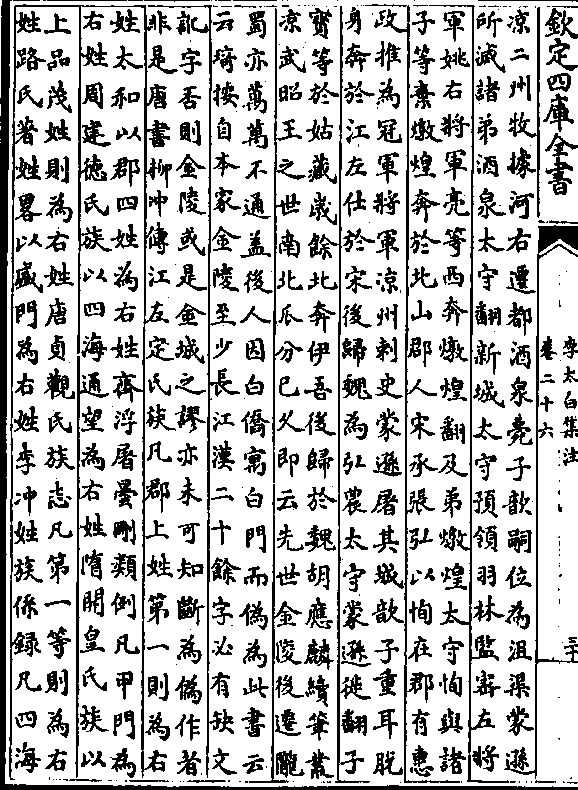 欽定四庫全書
李太白集注
卷二十六
涼二州牧據河右遷都酒泉薨子歆嗣位為沮渠蒙遜
所滅諸弟酒泉太守翻新城太守預領羽林監密左將
軍姚右將軍亮等西奔燉煌翻及弟燉煌太守恂與諸
子等棄燉煌奔於北山郡人宋承張弘以恂在郡有惠
政推為冠軍將軍凉州刺史蒙遜屠其城歆子重耳脱
身奔於江左仕於宋後歸魏為弘農太守蒙遜徙翻子
寳等於姑藏歲餘北奔伊吾後歸於魏胡應麟續筆叢
凉武昭王之世南北瓜分已久即云先世金陵後遷隴
蜀亦萬萬不通盖後人因白僑寓白門而偽為此書云
云琦按自本家金陵至少長江漢二十餘字必有缺文
訛字否則金陵或是金城之謬亦未可知斷為偽作者
非是唐書柳沖傳江左定氏族凡郡上姓第一則為右
姓太和以郡四姓為右姓齊浮屠曇剛類例凡甲門為
右姓周建德氏族以四海通望為右姓隋開皇氏族以
上品茂姓則為右姓唐貞觀氏族志凡第一等則為右
姓路氏著姓畧以盛門為右姓李冲姓族係録凡四海